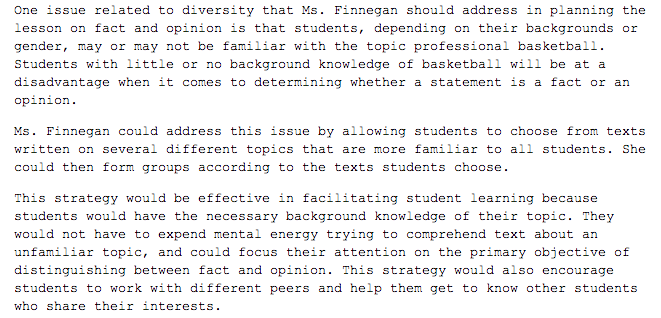 One issue related to diversity that Ms. Finnegan should address in planning the
lesson on fact and opinion is that students, depending on their backgrounds or
gender, may or may not be familiar with the topic professional basketball.
Students with little or no background knowledge of basketball will be at a
disadvantage when it comes to determining whether a statement is a fact or an
opinion.
Ms. Finnegan could address this issue by allowing students to choose from texts
written on several different topics that are more familiar to all students. She
could then form groups according to the texts students choose.
This strategy would be effective in facilitating student learning because
students would have the necessary background knowledge of their topic. They
would not have to expend mental energy trying to comprehend text about an
unfamiliar topic, and could focus their attention on the primary objective of
distinguishing between fact and opinion. This strategy would also encourage
students to work with different peers and help them get to know other students
who share their interests.